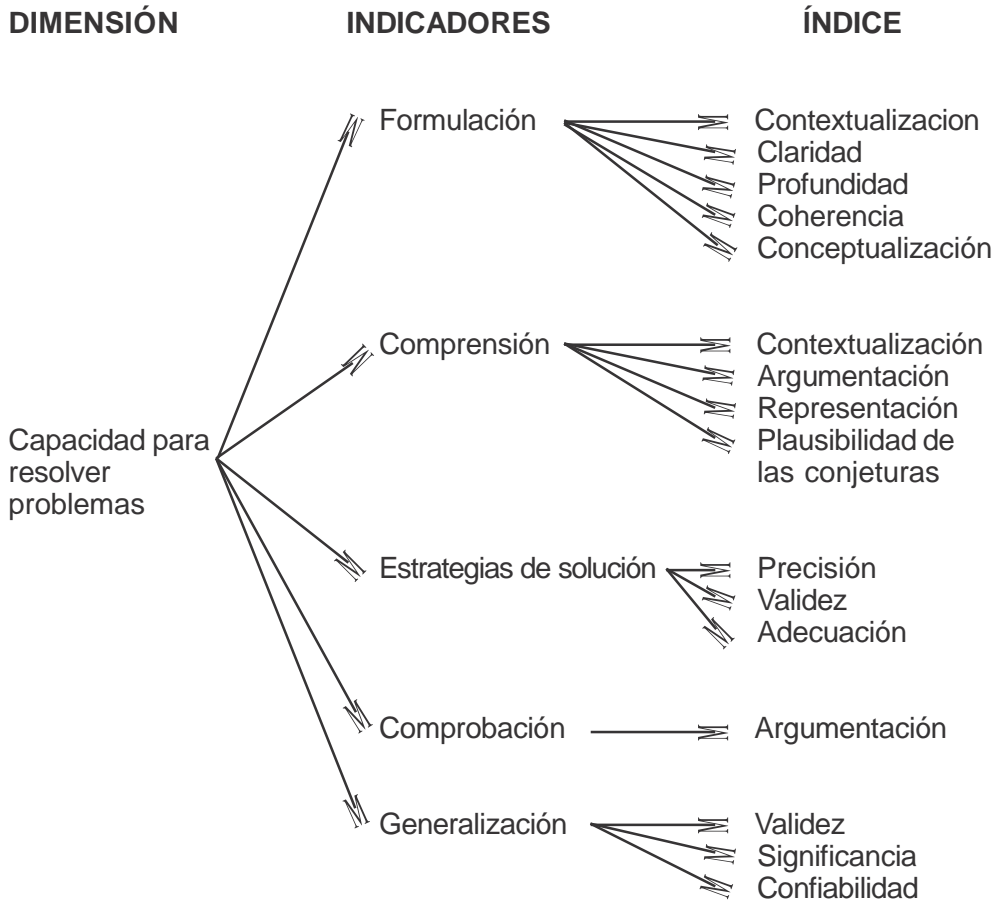 DIMENSIÓN INDICADORES ÍNDICE
Formulación
Contextualizacion
Claridad
Profundidad
Coherencia
Conceptualización
Comprensión
Contextualización
Argumentación
Representación
Plausibilidad de
las conjeturas
Capacidad para
resolver
problemas
Estrategias de solución
Precisión
Validez
Adecuación
Comprobación
Argumentación
Generalización
Validez
Significancia
Confiabilidad